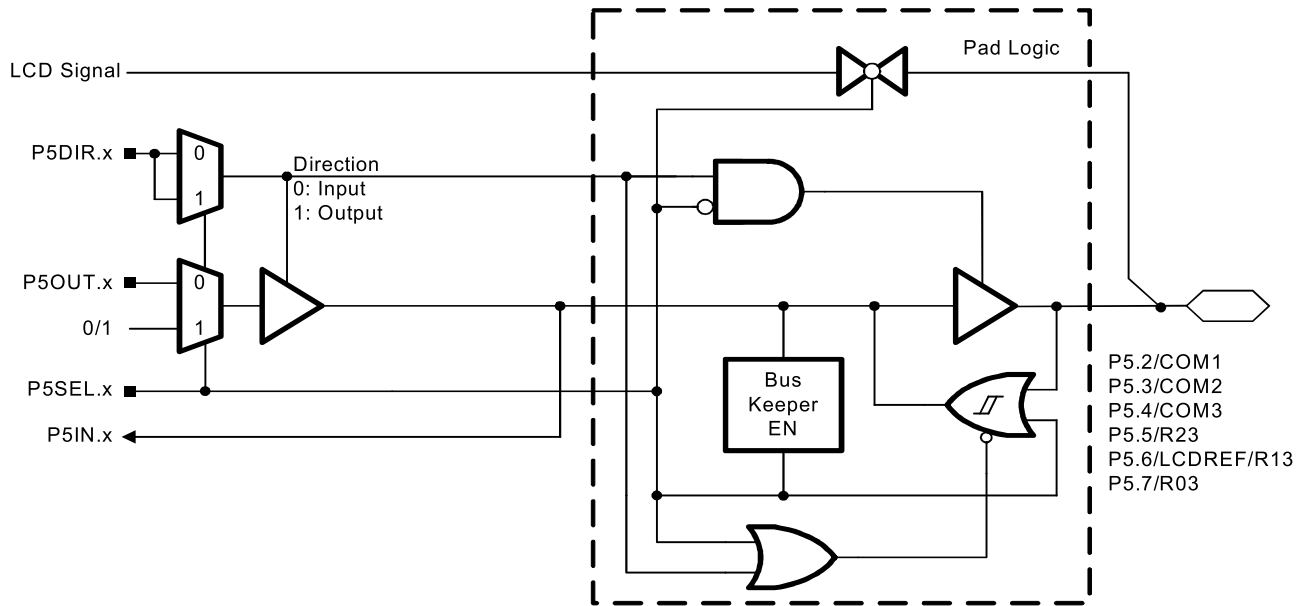 Pad Logic
LCD Signal
P5DIR.x
0
1
Direction
0: Input
1: Output
P5OUT.x
0
0/1
1
P5SEL.x
P5IN.x
Bus
Keeper
EN
P5.2/COM1
P5.3/COM2
P5.4/COM3
P5.5/R23
P5.6/LCDREF/R13
P5.7/R03